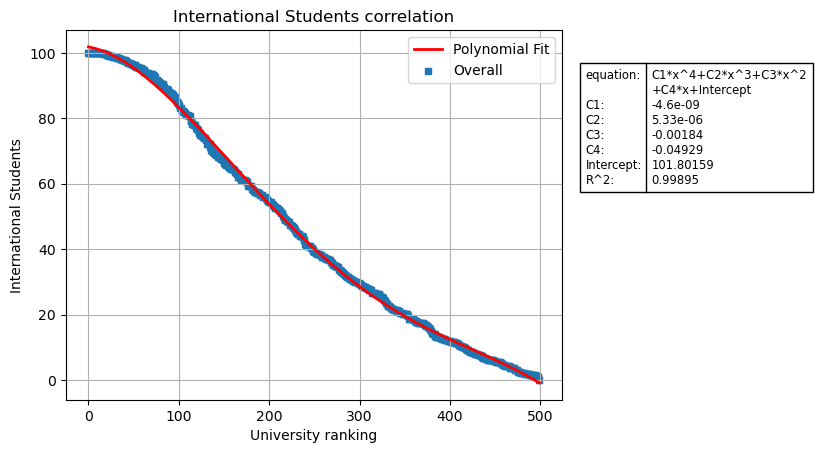 International Students correlation
Polynomial Fit
Overall
100
80
60
40
20
0
International Students
0 100 200 300 400 500
University ranking
equation: C1*x^4+C2*x^3+C3*x^2
+C4*x+Intercept
C1: -4.6e-09
C2: 5.33e-06
C3: -0.00184
C4: -0.04929
Intercept: 101.80159
R^2: 0.99895